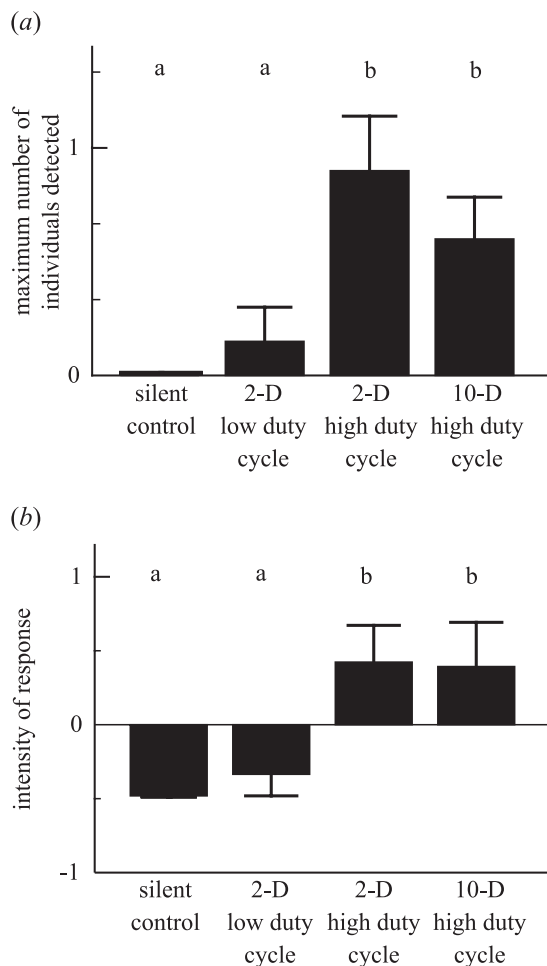 (a)
maximum number of
individuals detected
1
0
a
a
b
b
silent
control
2-D
low duty
cycle
2-D
high duty
cycle
10-D
high duty
cycle
(b)
intensity of response
1
0
-1
a
a
b
b
silent
control
2-D
low duty
cycle
2-D
high duty
cycle
10-D
high duty
cycle